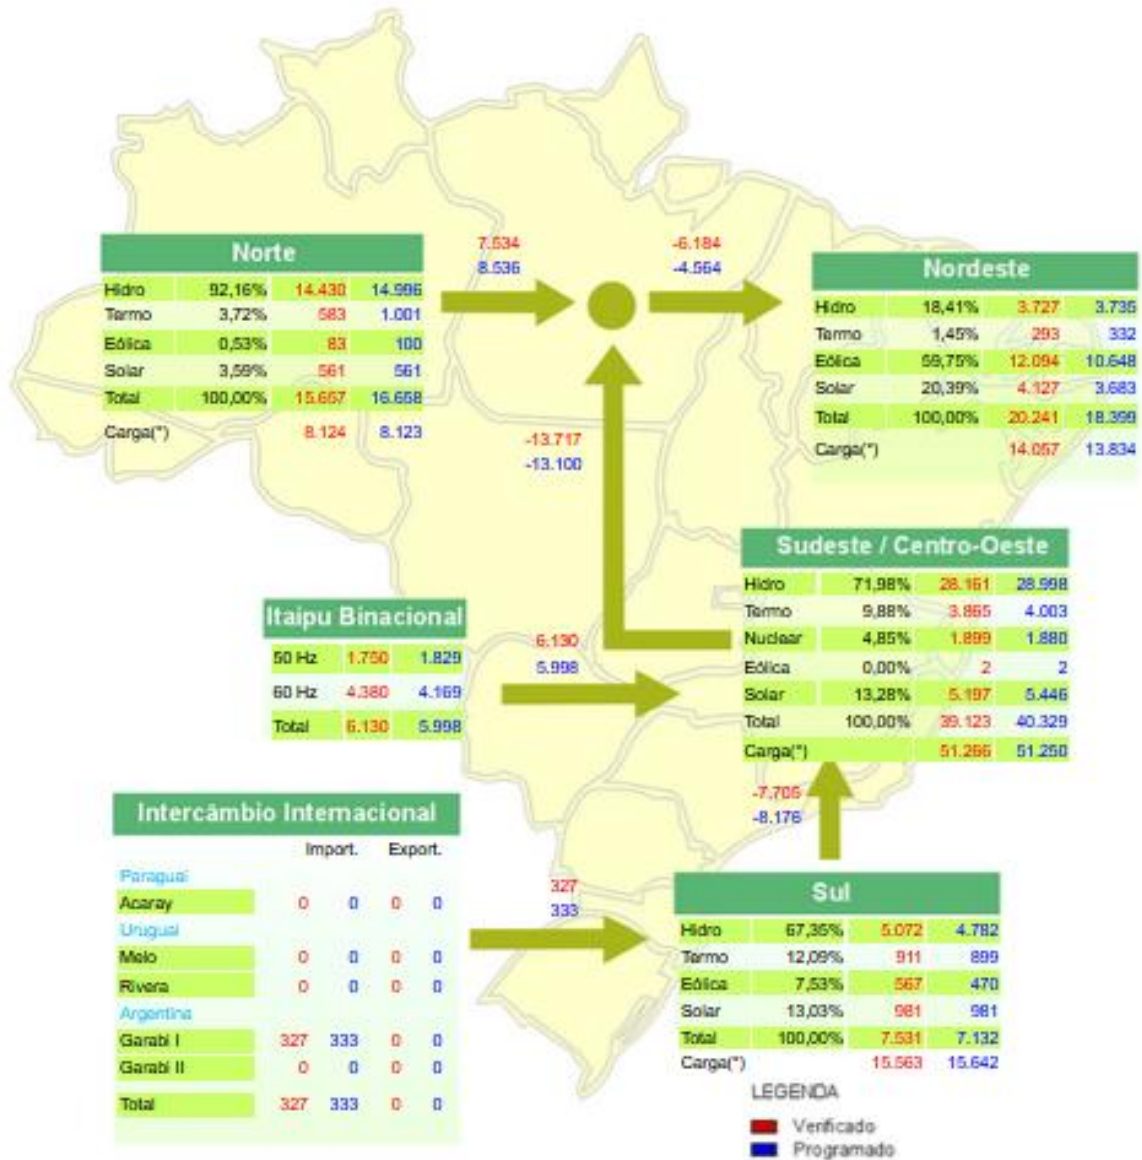 Norte
Hidro 92,16% 14.430 14.996
Termo 3,72% 583 1.001
Eólica 0,53% 83 100
Solar 3,59% 561 561
Total 100,00% 15.657 16.658
Carga(*) 8.124 8.123
7.534
8.536
-6.184
-4.564
Nordeste
Hidro 18,41% 3.727 3.735
Termo 1,45% 293 332
Eólica 59,75% 12.094 10.648
Solar 20,39% 4.127 3.683
Total 100,00% 20.241 18.399
Carga(*) 14.057 13.834
-13.717
-13.100
Sudeste / Centro-Oeste
Hidro 71,98% 28.161 28.998
Termo 9,88% 3.865 4.003
Nuclear 4,85% 1.899 1.880
Eólica 0,00% 2 2
Solar 13,28% 5.197 5.446
Total 100,00% 39.123 40.329
Carga(*) 51.266 51.250
Itaipu Binacional
50 Hz 1.750 1.829
60 Hz 4.380 4.169
Total 6.130 5.998
6.130
5.998
-7.705
-8.176
Intercâmbio Internacional
Import. Export.
Paraguai
Acaray 0 0 0 0
Uruguai
Melo 0 0 0 0
Rivera 0 0 0 0
Argentina
Garabi I 327 333 0 0
Garabi II 0 0 0 0
Total 327 333 0 0
327
333
Sul
Hidro 67,35% 5.072 4.782
Termo 12,09% 911 899
Eólica 7,53% 567 470
Solar 13,03% 981 981
Total 100,00% 7.531 7.132
Carga(*) 15.563 15.642
LEGENDA
Verificado
Programado